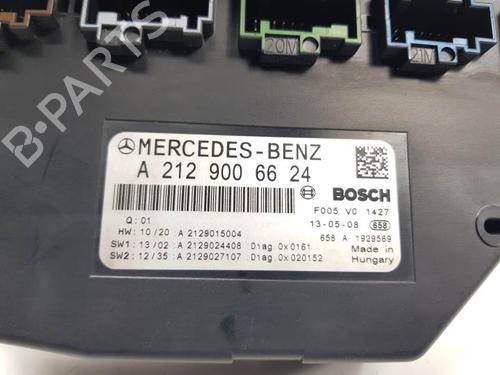 20M
21M
B-PARTS
MERCEDES-BENZ
A 212 900 66 24
BOSCH
Q: 01
F005 V0 1427
HW: 10/20 A 2129015004
13-05-08 658
SW1: 13/02 A 2129024408 :Diag 0x0161
658 A 1929569
SW2: 12/35 A 2129027107 :Diag 0x020152
Made in
Hungary